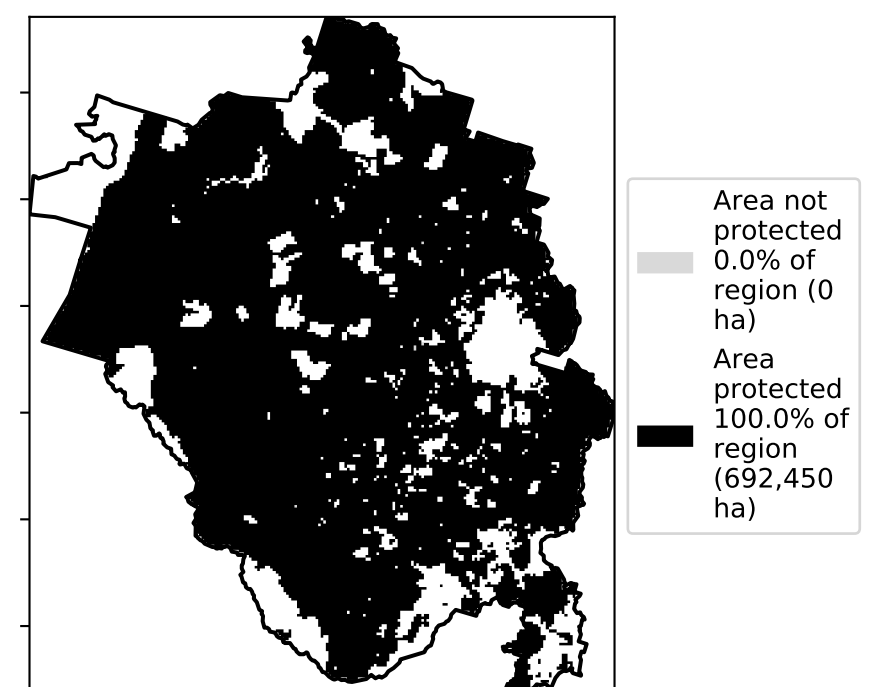 Area not
protected
0.0% of
region (0
ha)
Area
protected
100.0% of
region
(692,450
ha)